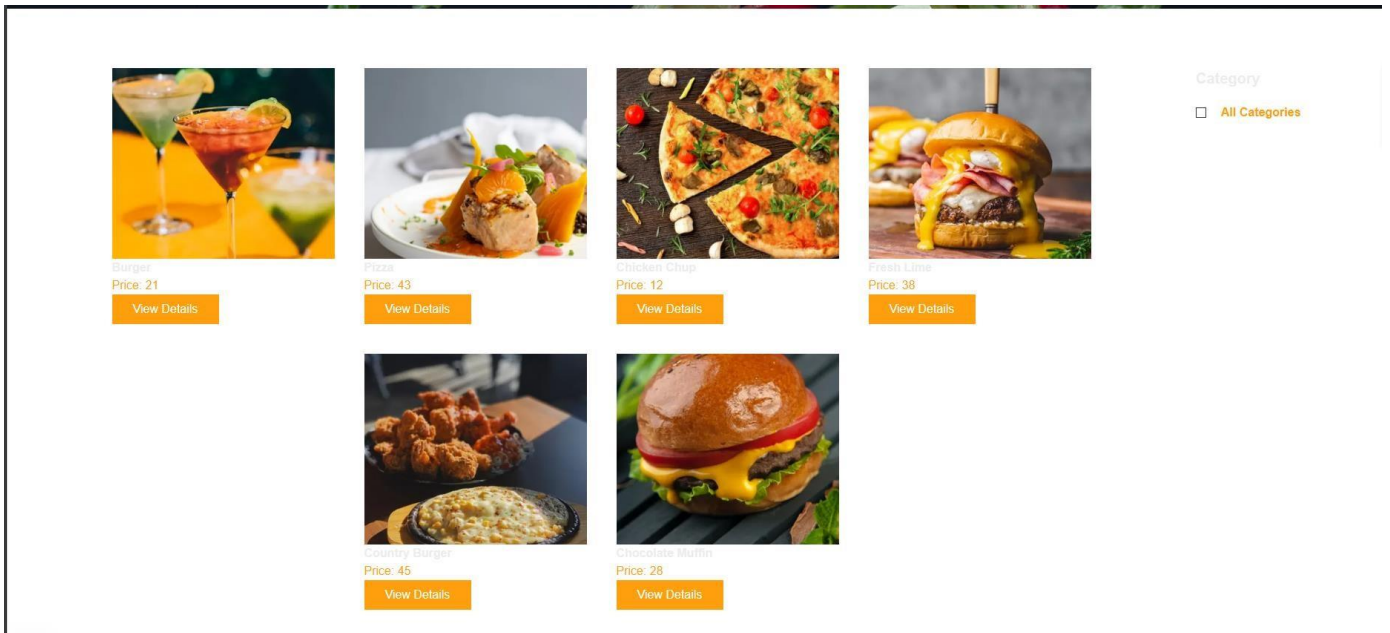 Category
All Categories
Burger
Price: 21
View Details
Pizza
Price: 43
View Details
Chicken Chup
Price: 12
View Details
Fresh Lime
Price: 38
View Details
Country Burger
Price: 45
View Details
Chocolate Muffin
Price: 28
View Details